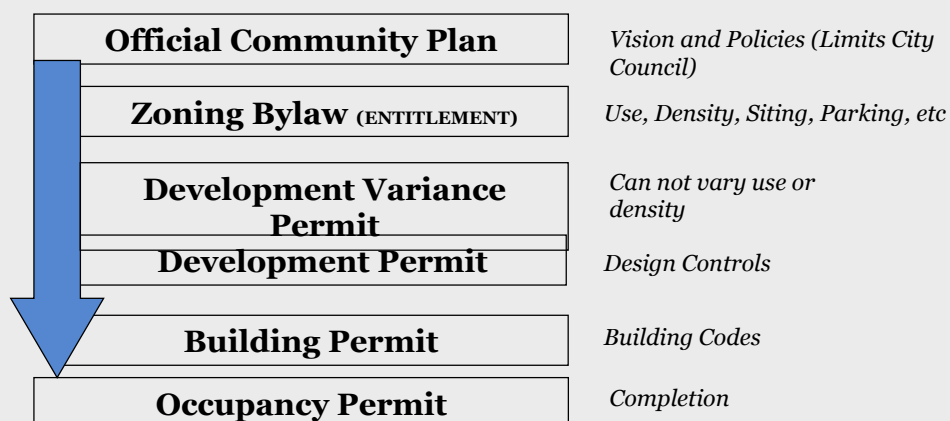 Official Community Plan
Vision and Policies (Limits City
Council)
Zoning Bylaw (ENTITLEMENT)
Use, Density, Siting, Parking, etc
Development Variance
Permit
Can not vary use or
density
Development Permit
Design Controls
Building Permit
Building Codes
Occupancy Permit
Completion